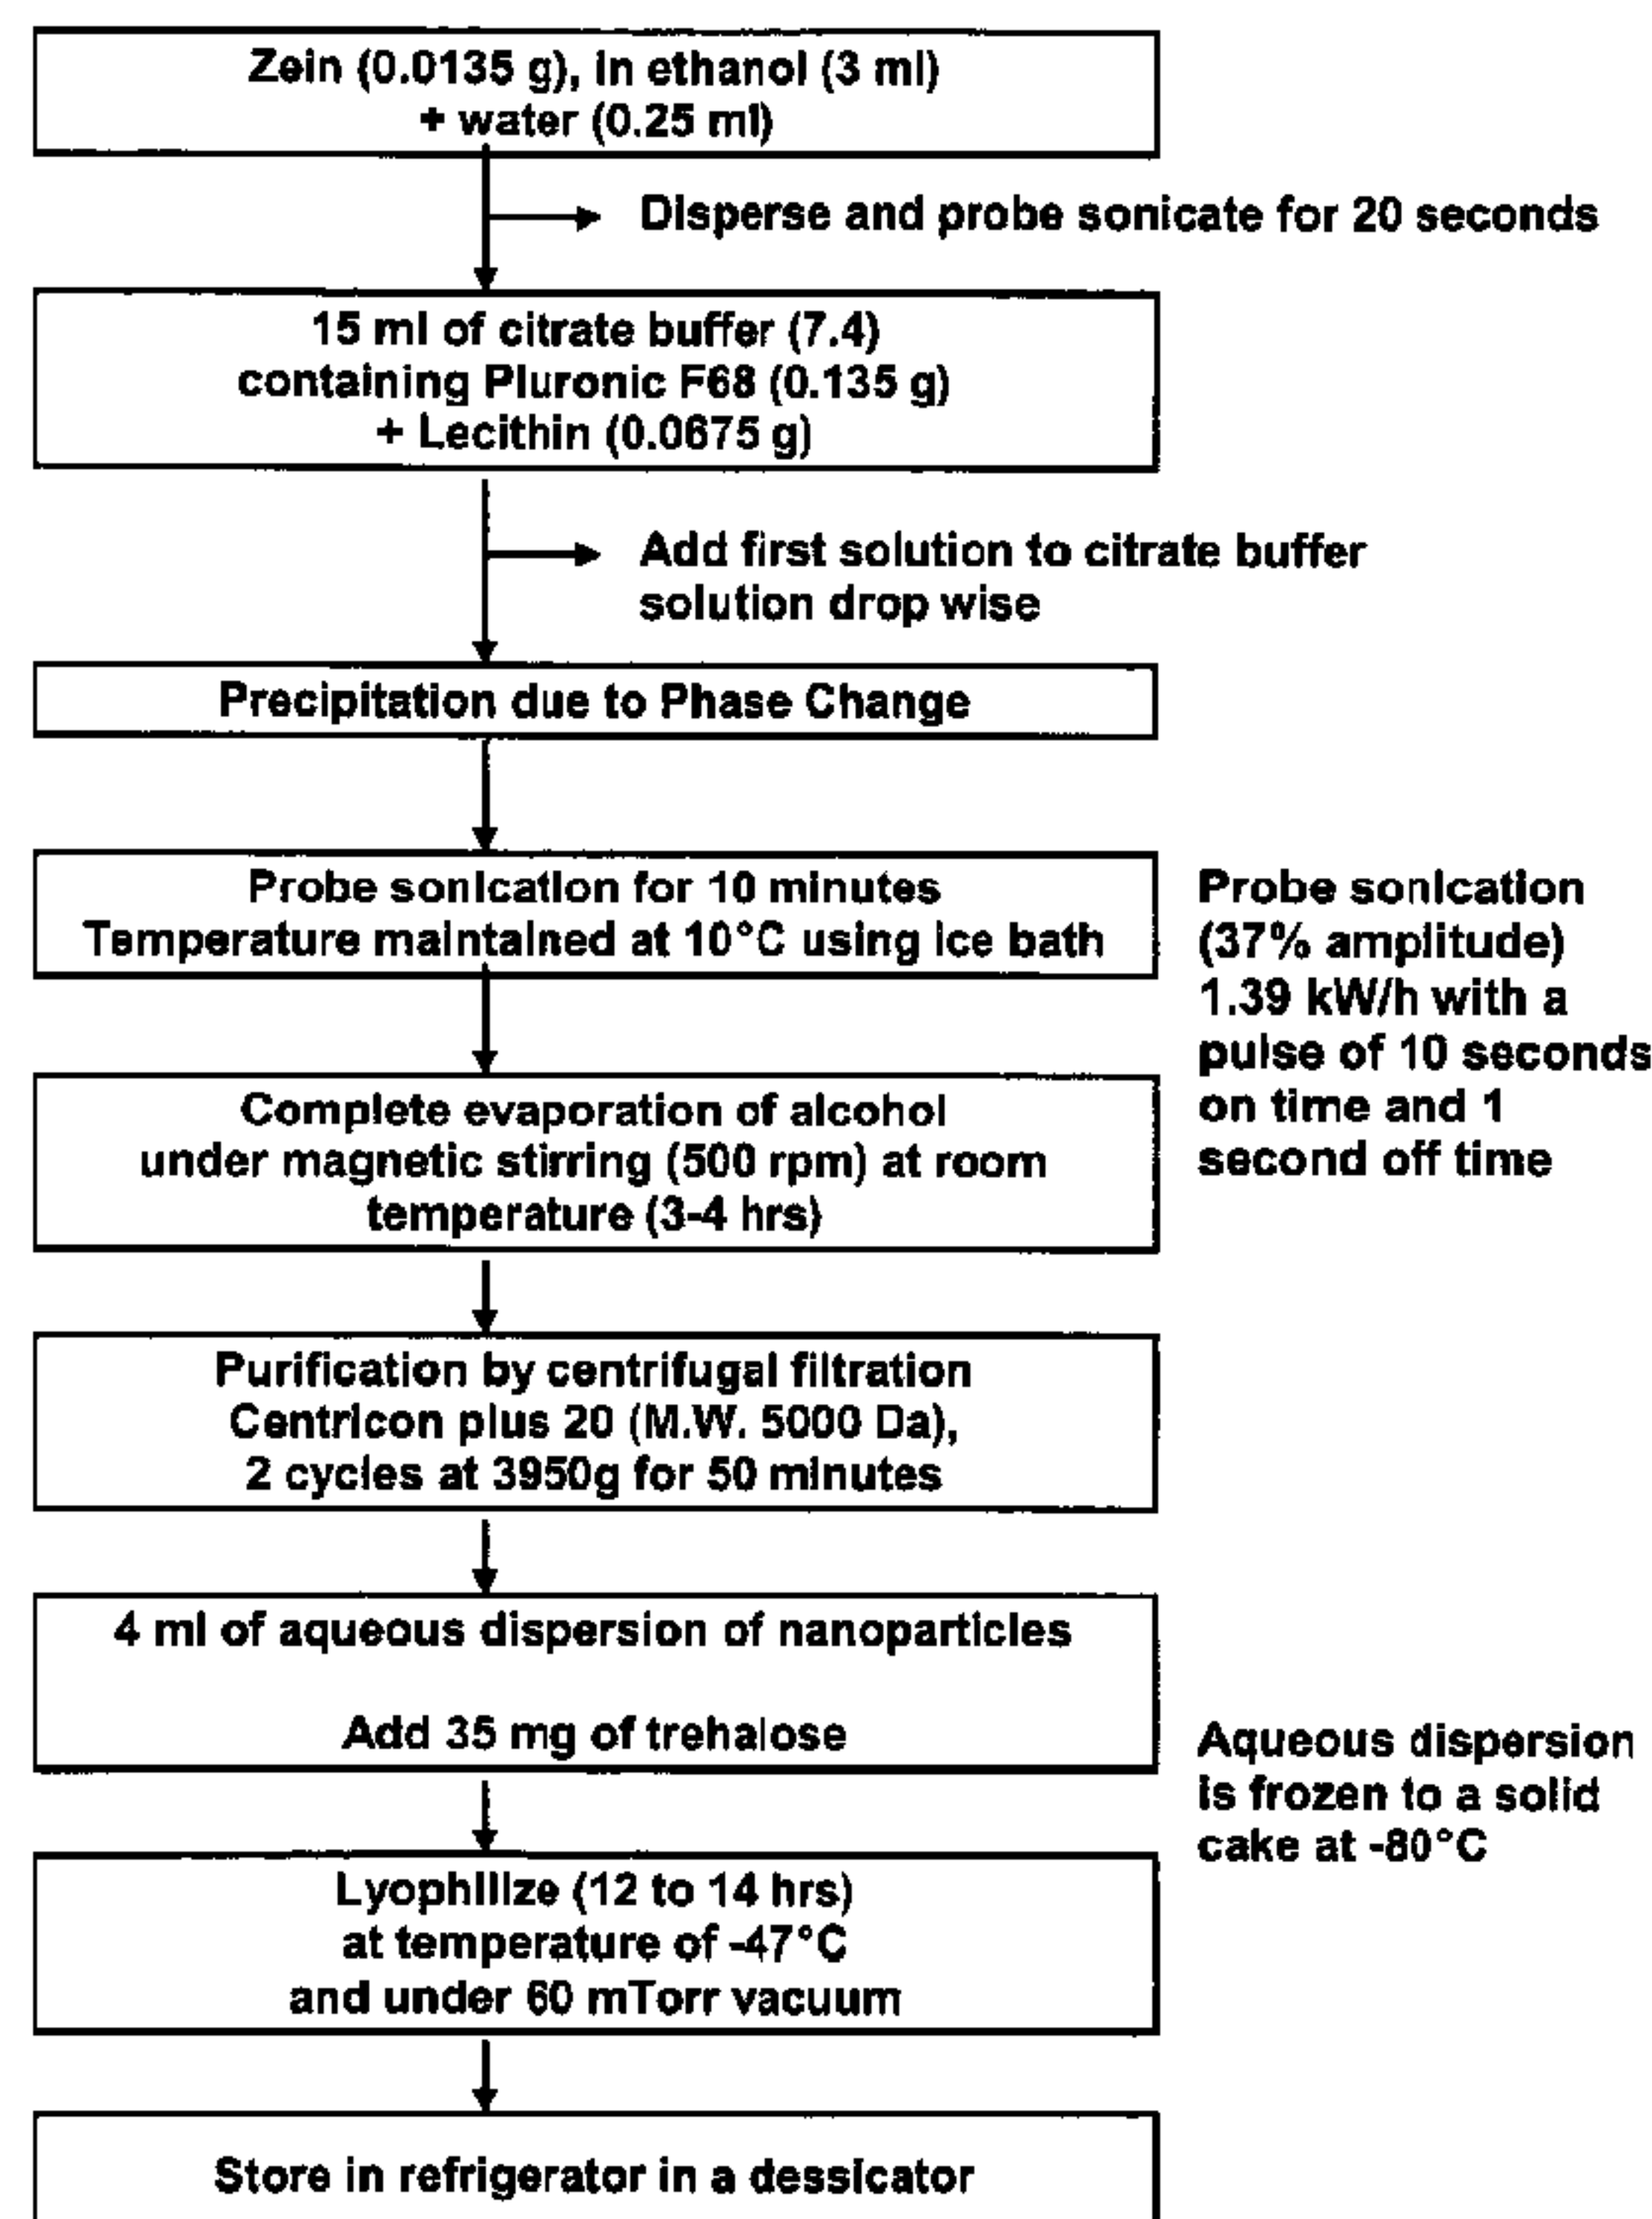 Zein (0.0135 g), in ethanol (3 ml)
+ water (0.25 ml)
Disperse and probe sonicate for 20 seconds
15 ml of citrate buffer (7.4)
containing Pluronic F68 (0.135 g)
+ Lecithin (0.0675 g)
Add first solution to citrate buffer
solution drop wise
Precipitation due to Phase Change
Probe sonication for 10 minutes
Temperature maintained at 10°C using ice bath
Probe sonication
(37% amplitude)
1.39 kW/h with a
pulse of 10 seconds
on time and 1
second off time
Complete evaporation of alcohol
under magnetic stirring (500 rpm) at room
temperature (3-4 hrs)
Purification by centrifugal filtration
Centricon plus 20 (M.W. 5000 Da),
2 cycles at 3950g for 50 minutes
4 ml of aqueous dispersion of nanoparticles
Add 35 mg of trehalose
Aqueous dispersion
is frozen to a solid
cake at -80°C
Lyophilize (12 to 14 hrs)
at temperature of -47°C
and under 60 mTorr vacuum
Store in refrigerator in a dessicator